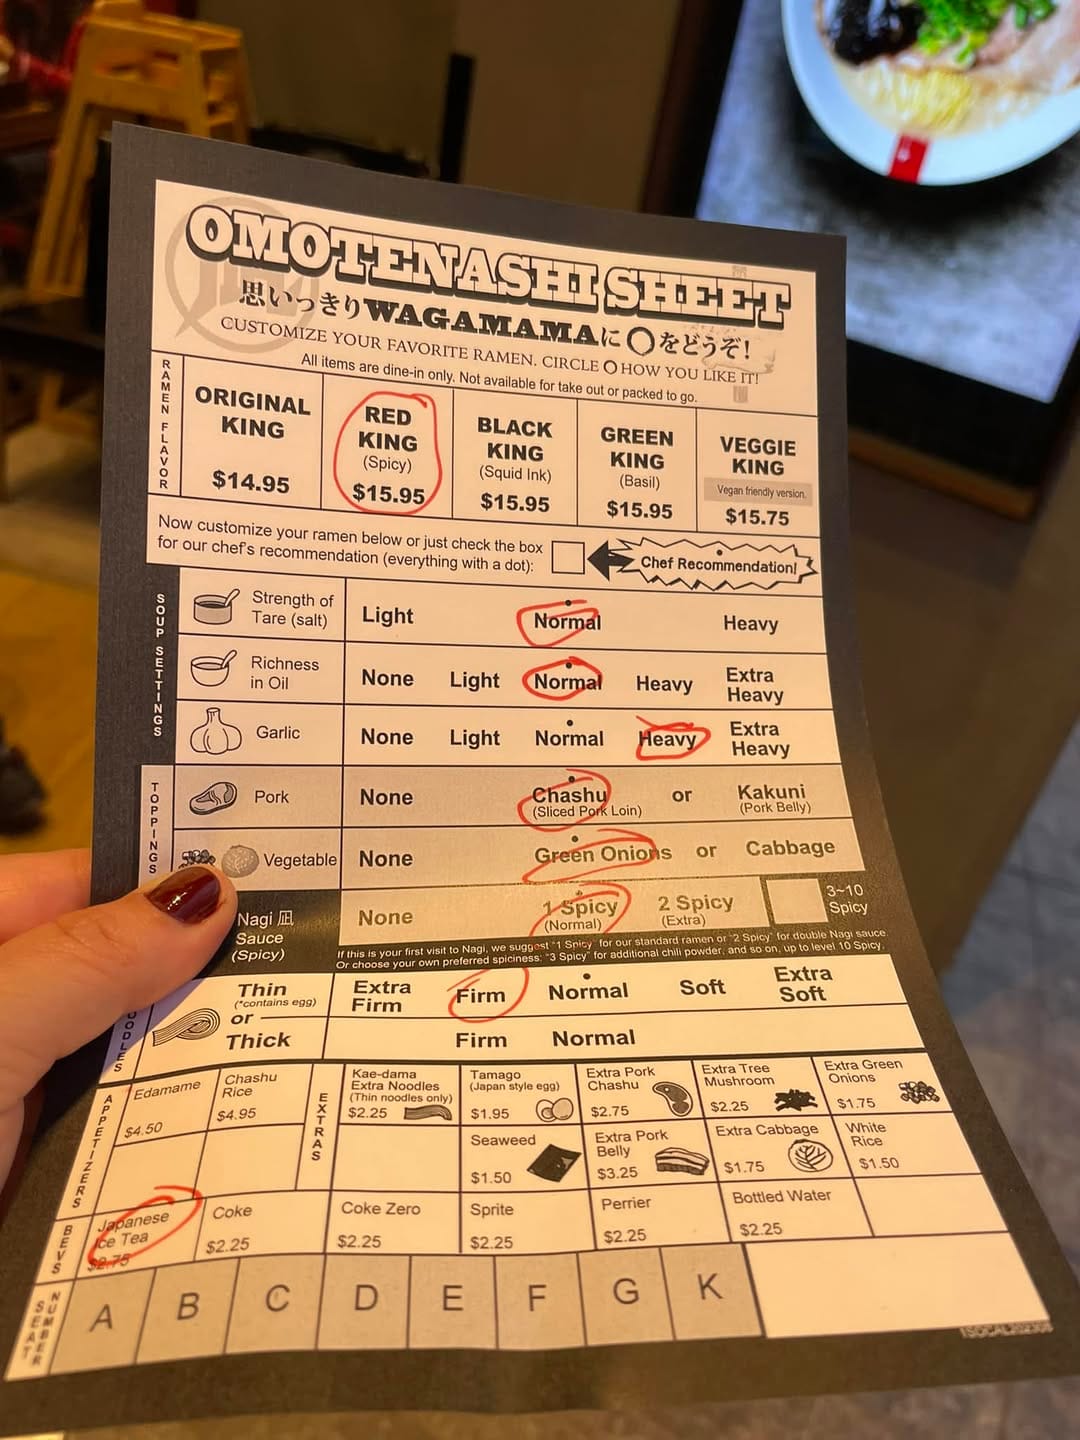 OMOTENASHI SHEET
思いっきりWAGAMAMAに〇をどうぞ!
CUSTOMIZE YOUR FAVORITE RAMEN. CIRCLE O HOW YOU LIKE IT!
All items are dine-in only. Not available for take out or packed to go.
RAMEN FLAVOR
ORIGINAL KING
$14.95
RED KING
(Spicy)
$15.95
BLACK KING
(Squid Ink)
$15.95
GREEN KING
(Basil)
$15.95
VEGGIE KING
Vegan friendly version.
$15.75
Now customize your ramen below or just check the box
for our chef's recommendation (everything with a dot):
Chef Recommendation!
SOUP SETTINGS
Strength of Tare (salt)
Light Normal Heavy
Richness in Oil
None Light Normal Heavy Extra Heavy
Garlic
None Light Normal Heavy Extra Heavy
TOPPINGS
Pork
None Chashu (Sliced Pork Loin) or Kakuni (Pork Belly)
Vegetable
None Green Onions or Cabbage
Nagi 凪 Sauce (Spicy)
None 1 Spicy (Normal) 2 Spicy (Extra) 3~10 Spicy
If this is your first visit to Nagi, we suggest "1 Spicy" for our standard ramen or "2 Spicy" for double Nagi sauce.
Or choose your own preferred spiciness: "3 Spicy" for additional chili powder, and so on, up to level 10 Spicy.
Thin
(*contains egg)
or
Thick
Extra Firm Firm Normal Soft Extra Soft
Firm Normal
APPETIZERS
Edamame
$4.50
Chashu Rice
$4.95
EXTRAS
Kae-dama
Extra Noodles
(Thin noodles only)
$2.25
Tamago
(Japan style egg)
$1.95
Extra Pork Chashu
$2.75
Extra Tree Mushroom
$2.25
Extra Green Onions
$1.75
Seaweed
$1.50
Extra Pork Belly
$3.25
Extra Cabbage
$1.75
White Rice
$1.50
BEVS
Japanese Ice Tea
$2.75
Coke
$2.25
Coke Zero
$2.25
Sprite
$2.25
Perrier
$2.25
Bottled Water
$2.25
SEAT NUMBER
A B C D E F G K